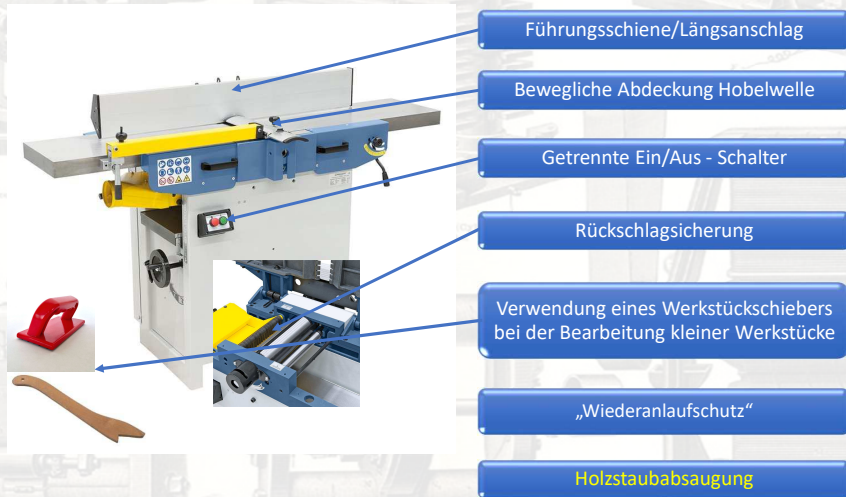 Führungsschiene/Längsanschlag
Bewegliche Abdeckung Hobelwelle
Getrennte Ein/Aus - Schalter
Rückschlagsicherung
Verwendung eines Werkstückschiebers
bei der Bearbeitung kleiner Werkstücke
„Wiederanlaufschutz“
Holzstaubabsaugung